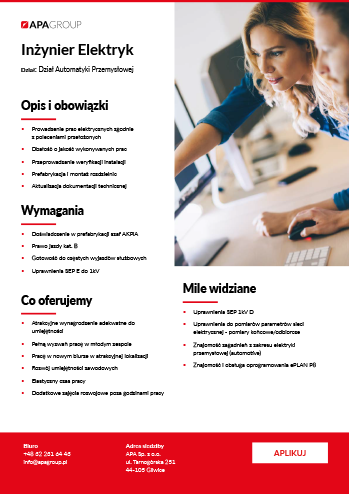 APAGROUP
Inżynier Elektryk
Dział: Dział Automatyki Przemysłowej
Opis i obowiązki
Prowadzenie prac elektrycznych zgodnie
z poleceniami przełożonych
Dbałość o jakość wykonywanych prac
Przeprowadzanie weryfikacji instalacji
Prefabrykacja i montaż rozdzielnic
Aktualizacja dokumentacji technicznej
Wymagania
Doświadczenie w prefabrykacji szaf AKPiA
Prawo jazdy kat. B
Gotowość do częstych wyjazdów służbowych
Uprawnienia SEP E do 1kV
Co oferujemy
Atrakcyjne wynagrodzenie adekwatne do
umiejętności
Pełną wyzwań pracę w młodym zespole
Pracę w nowym biurze w atrakcyjnej lokalizacji
Rozwój umiejętności zawodowych
Elastyczny czas pracy
Dodatkowe zajęcia rozwojowe poza godzinami pracy
Mile widziane
Uprawnienia SEP 1kV D
Uprawnienia do pomiarów parametrów sieci
elektrycznej - pomiary końcowe/odbiorcze
Znajomość zagadnień z zakresu elektryki
przemysłowej (automotive)
Znajomość i obsługa oprogramowania ePLAN P8
Biuro
+48 32 231 64 43
info@apagroup.pl
Adres siedziby
APA Sp. z o.o.
ul. Tarnogórska 251
44-105 Gliwice
APLIKUJ